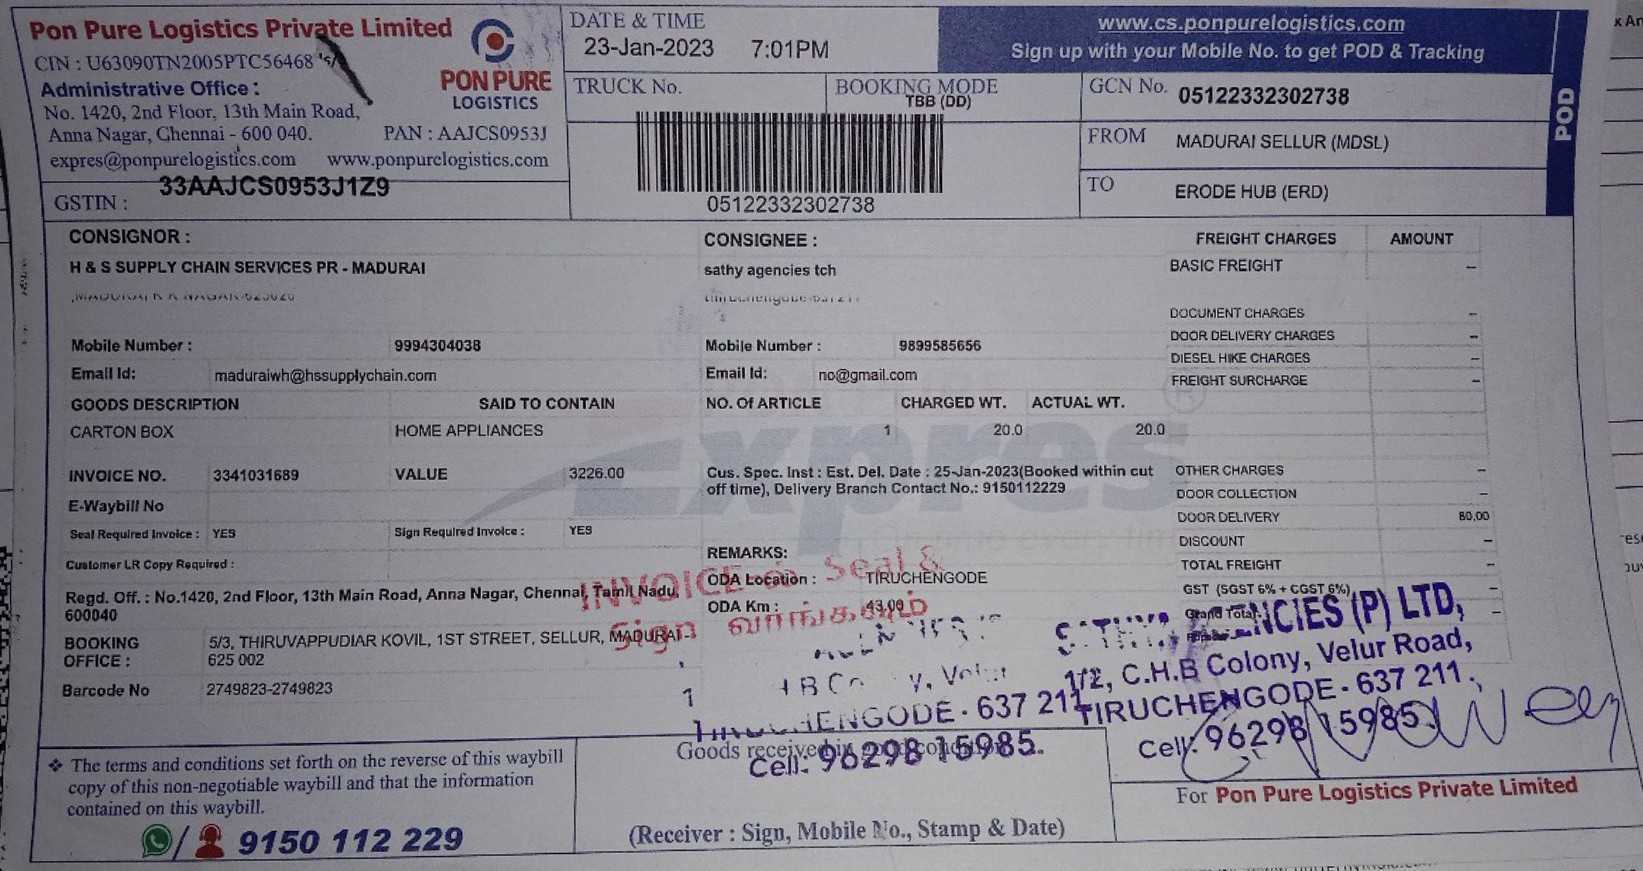 Pon Pure Logistics Private Limited
CIN : U63090TN2005PTC56468
Administrative Office :
No. 1420, 2nd Floor, 13th Main Road,
Anna Nagar, Chennai - 600 040.
PAN : AAJCS0953J
expres@ponpurelogistics.com www.ponpurelogistics.com
GSTIN : 33AAJCS0953J1Z9
PON PURE
LOGISTICS
DATE & TIME
23-Jan-2023 7:01PM
www.cs.ponpurelogistics.com
Sign up with your Mobile No. to get POD & Tracking
POD
TRUCK No.
BOOKING MODE
TBB (DD)
GCN No. 05122332302738
05122332302738
FROM MADURAI SELLUR (MDSL)
TO ERODE HUB (ERD)
CONSIGNOR :
H & S SUPPLY CHAIN SERVICES PR - MADURAI
Mobile Number : 9994304038
Email Id: maduraiwh@hssupplychain.com
CONSIGNEE :
sathy agencies tch
Mobile Number : 9899585656
Email Id: no@gmail.com
FREIGHT CHARGES AMOUNT
BASIC FREIGHT –
DOCUMENT CHARGES –
DOOR DELIVERY CHARGES –
DIESEL HIKE CHARGES –
FREIGHT SURCHARGE –
GOODS DESCRIPTION SAID TO CONTAIN NO. Of ARTICLE CHARGED WT. ACTUAL WT.
CARTON BOX HOME APPLIANCES 1 20.0 20.0
Expres
INVOICE NO. 3341031689 VALUE 3226.00
E-Waybill No
Seal Required Invoice : YES Sign Required Invoice : YES
Customer LR Copy Required :
Cus. Spec. Inst : Est. Del. Date : 25-Jan-2023(Booked within cut
off time), Delivery Branch Contact No.: 9150112229
OTHER CHARGES –
DOOR COLLECTION –
DOOR DELIVERY 80.00
DISCOUNT –
TOTAL FREIGHT –
GST (SGST 6% + CGST 6%) –
Grand Total –
REMARKS:
ODA Location : TIRUCHENGODE
ODA Km : 43.00
INVOICE-ல் Seal &
Sign வாங்கவும்
Regd. Off. : No.1420, 2nd Floor, 13th Main Road, Anna Nagar, Chennai, Tamil Nadu,
600040
BOOKING
OFFICE :
5/3, THIRUVAPPUDIAR KOVIL, 1ST STREET, SELLUR, MADURAI-
625 002
Barcode No 2749823-2749823
1
TIRUCHENGODE - 637 211
Cell: 96298 15985.
(P) LTD,
1/2, C.H.B Colony, Velur Road,
TIRUCHENGODE - 637 211.
Cell: 96298 15985
❖ The terms and conditions set forth on the reverse of this waybill
copy of this non-negotiable waybill and that the information
contained on this waybill.
9150 112 229
Goods received in good condition
(Receiver : Sign, Mobile No., Stamp & Date)
For Pon Pure Logistics Private Limited